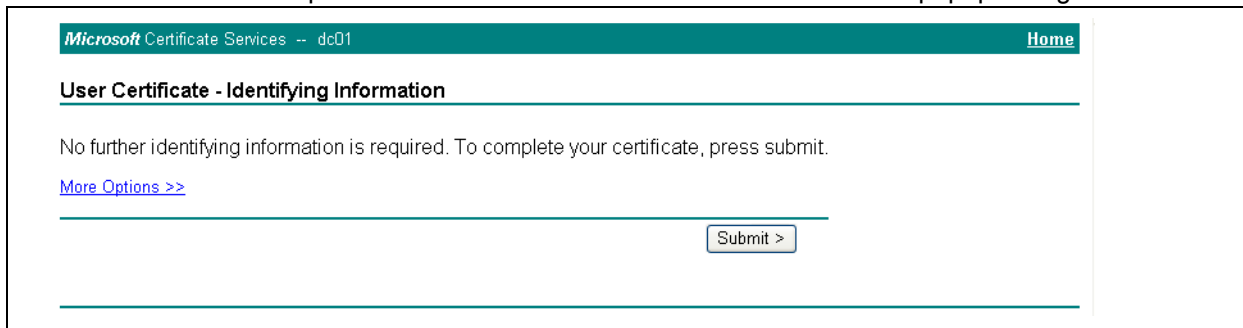 Microsoft Certificate Services -- dc01 Home
User Certificate - Identifying Information
No further identifying information is required. To complete your certificate, press submit.
More Options >>
Submit >